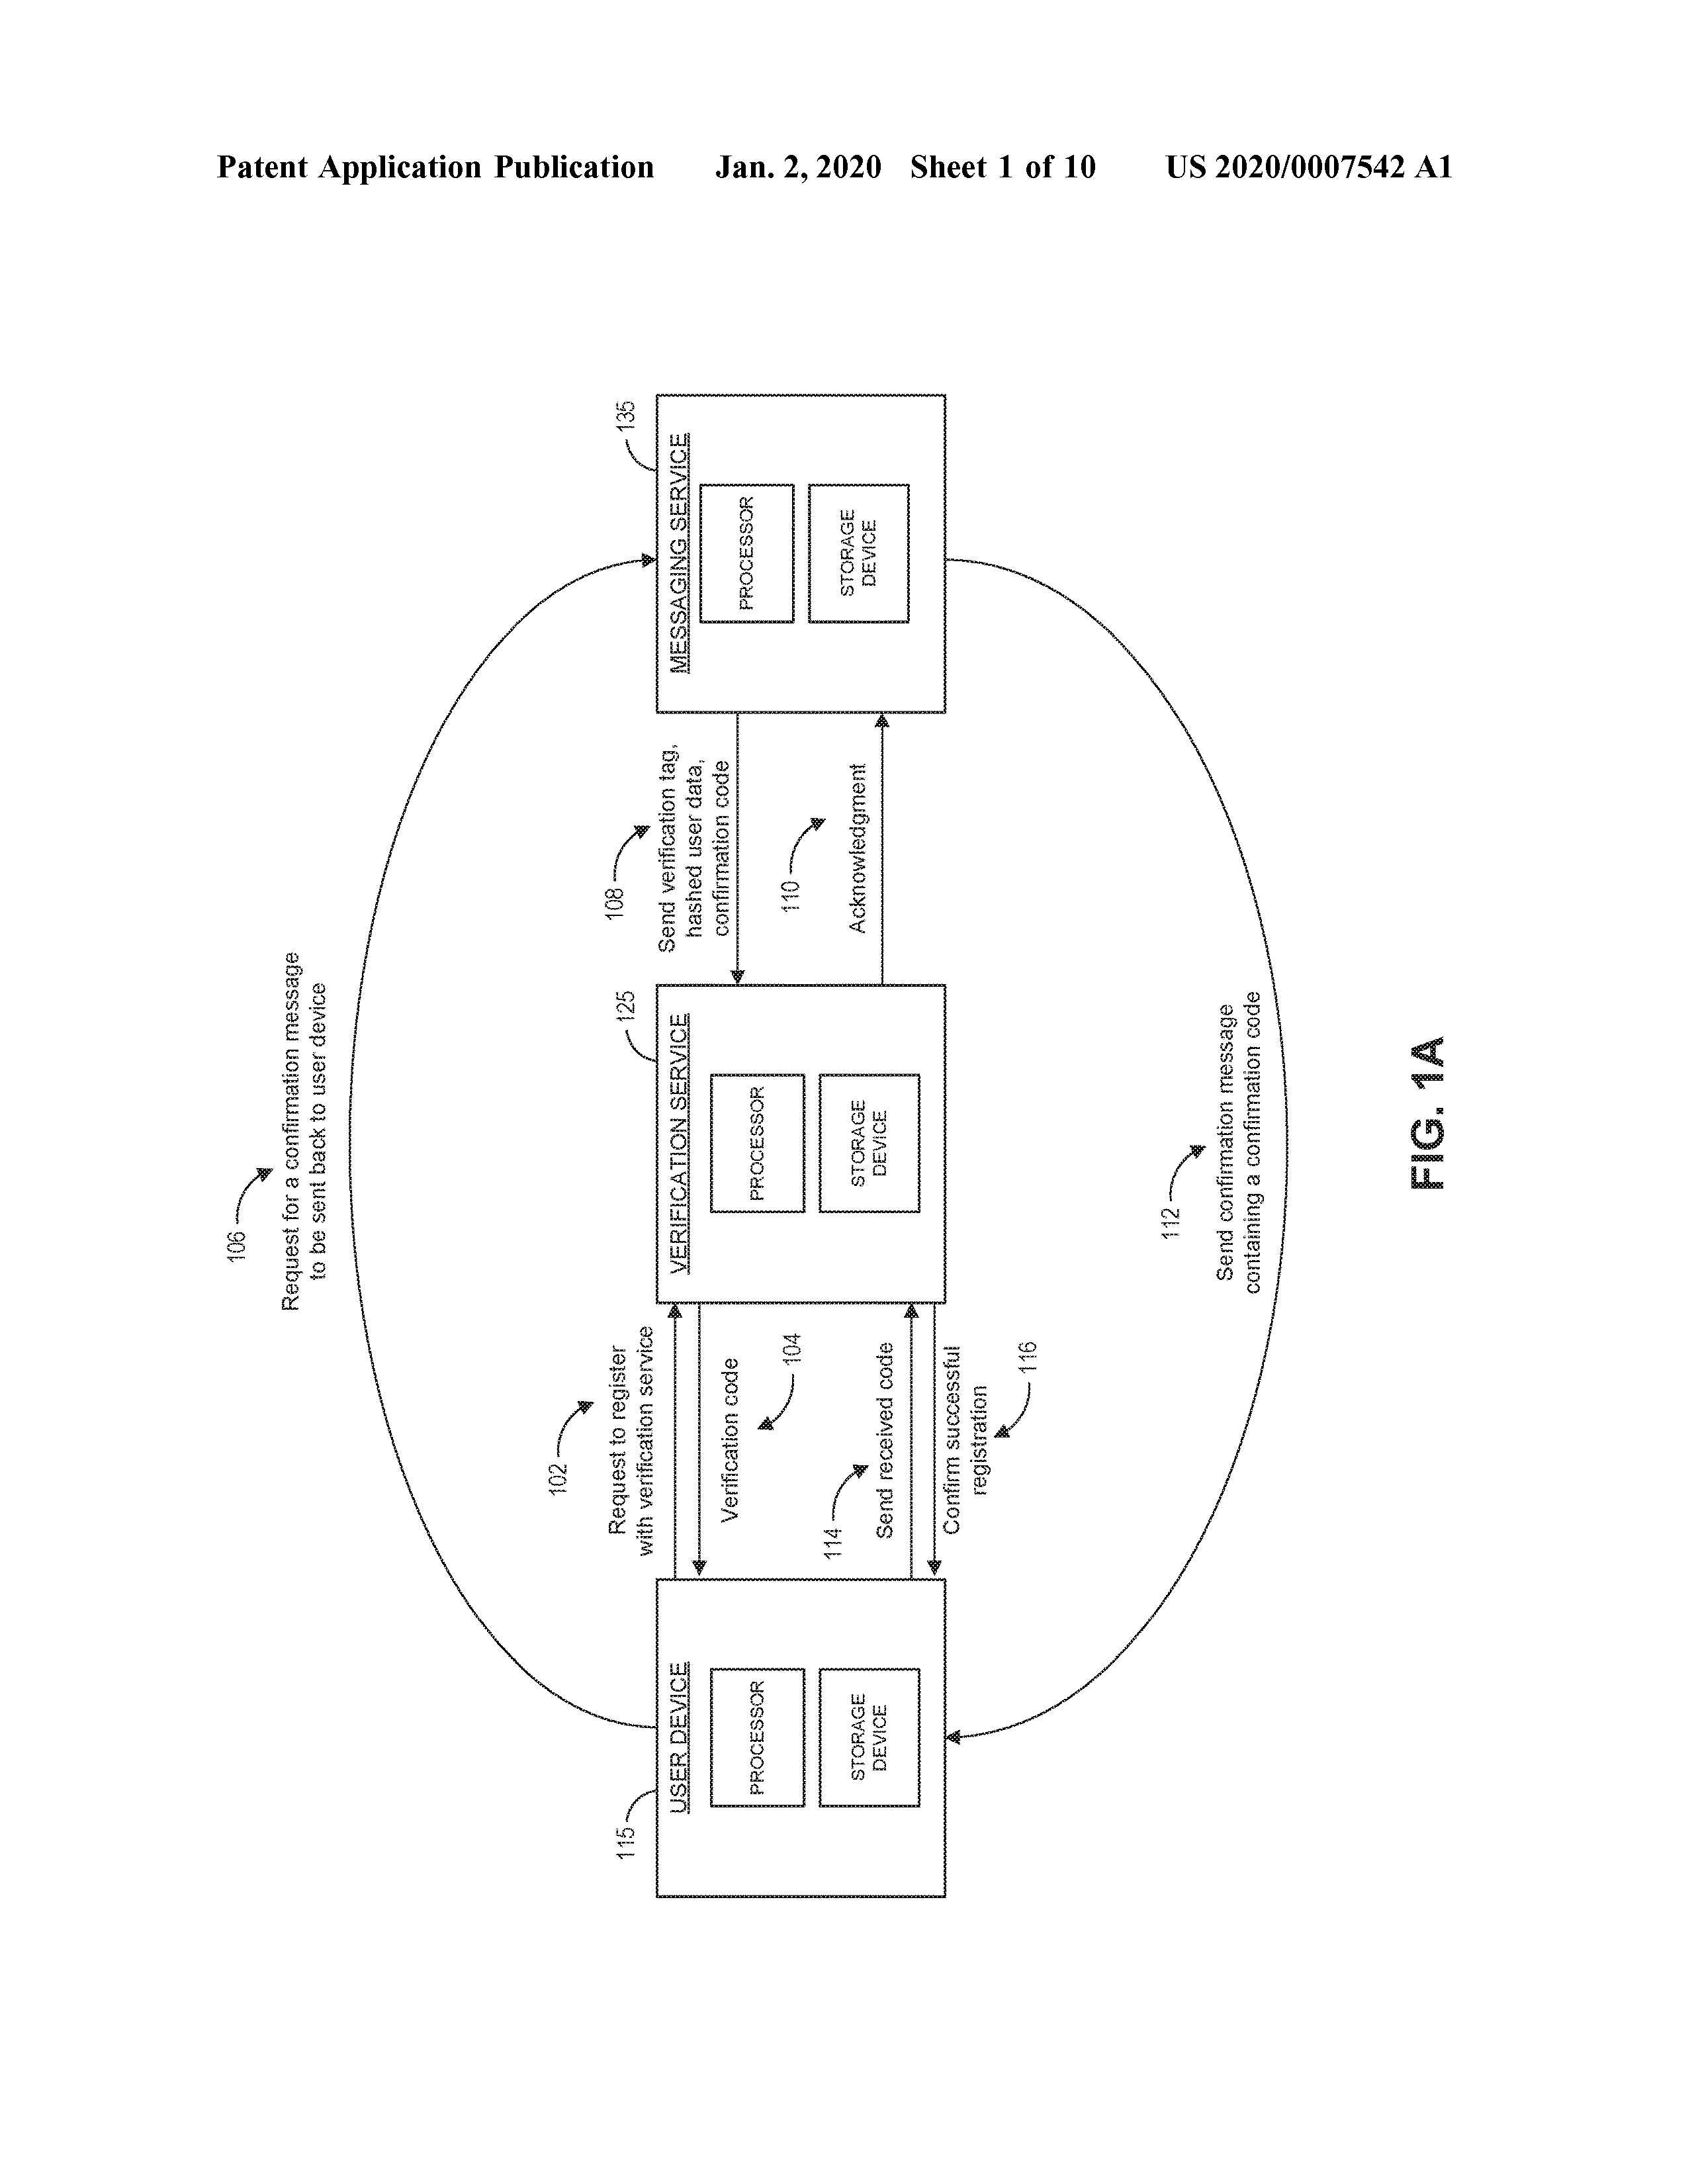 Patent Application Publication Jan. 2, 2020 Sheet 1 of 10 US 2020/0007542 A1
106
Request for a confirmation message
to be sent back to user device
102
Request to register
with verification service
108
Send verification tag,
hashed user data,
confirmation code
115
USER DEVICE
PROCESSOR
STORAGE
DEVICE
Verification code
104
114
Send received code
Confirm successful
registration
116
125
VERIFICATION SERVICE
PROCESSOR
STORAGE
DEVICE
110
Acknowledgment
135
MESSAGING SERVICE
PROCESSOR
STORAGE
DEVICE
112
Send confirmation message
containing a confirmation code
FIG. 1A